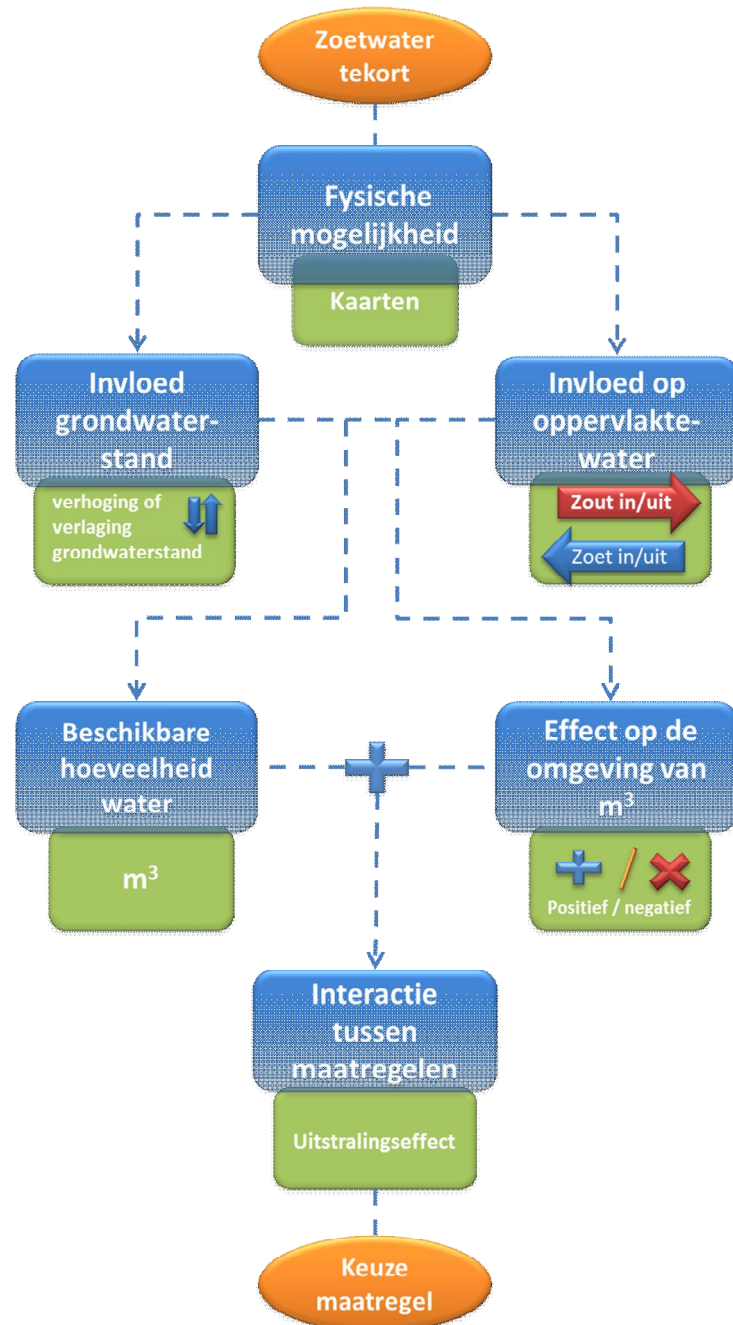 Zoetwater
tekort
Fysische
mogelijkheid
Kaarten
Invloed
grondwater-
stand
verhoging of
verlaging
grondwaterstand
Invloed op
oppervlakte-
water
Zout in/uit
Zoet in/uit
Beschikbare
hoeveelheid
water
m³
Effect op de
omgeving van
m³
Positief / negatief
Interactie
tussen
maatregelen
Uitstralingseffect
Keuze
maatregel